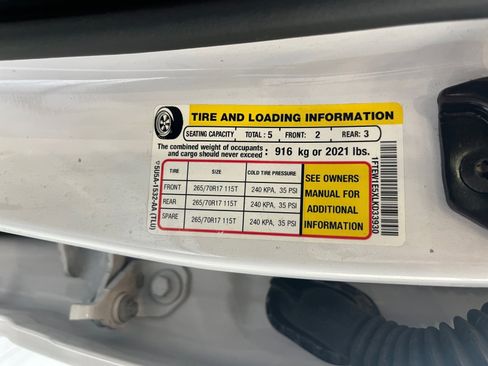 TIRE AND LOADING INFORMATION
SEATING CAPACITY TOTAL : 5 FRONT: 2 REAR: 3
The combined weight of occupants
and cargo should never exceed : 916 kg or 2021 lbs.
TIRE SIZE COLD TIRE PRESSURE
FRONT 265/70R17 115T 240 KPA, 35 PSI
REAR 265/70R17 115T 240 KPA, 35 PSI
SPARE 265/70R17 115T 240 KPA, 35 PSI
SEE OWNERS
MANUAL FOR
ADDITIONAL
INFORMATION